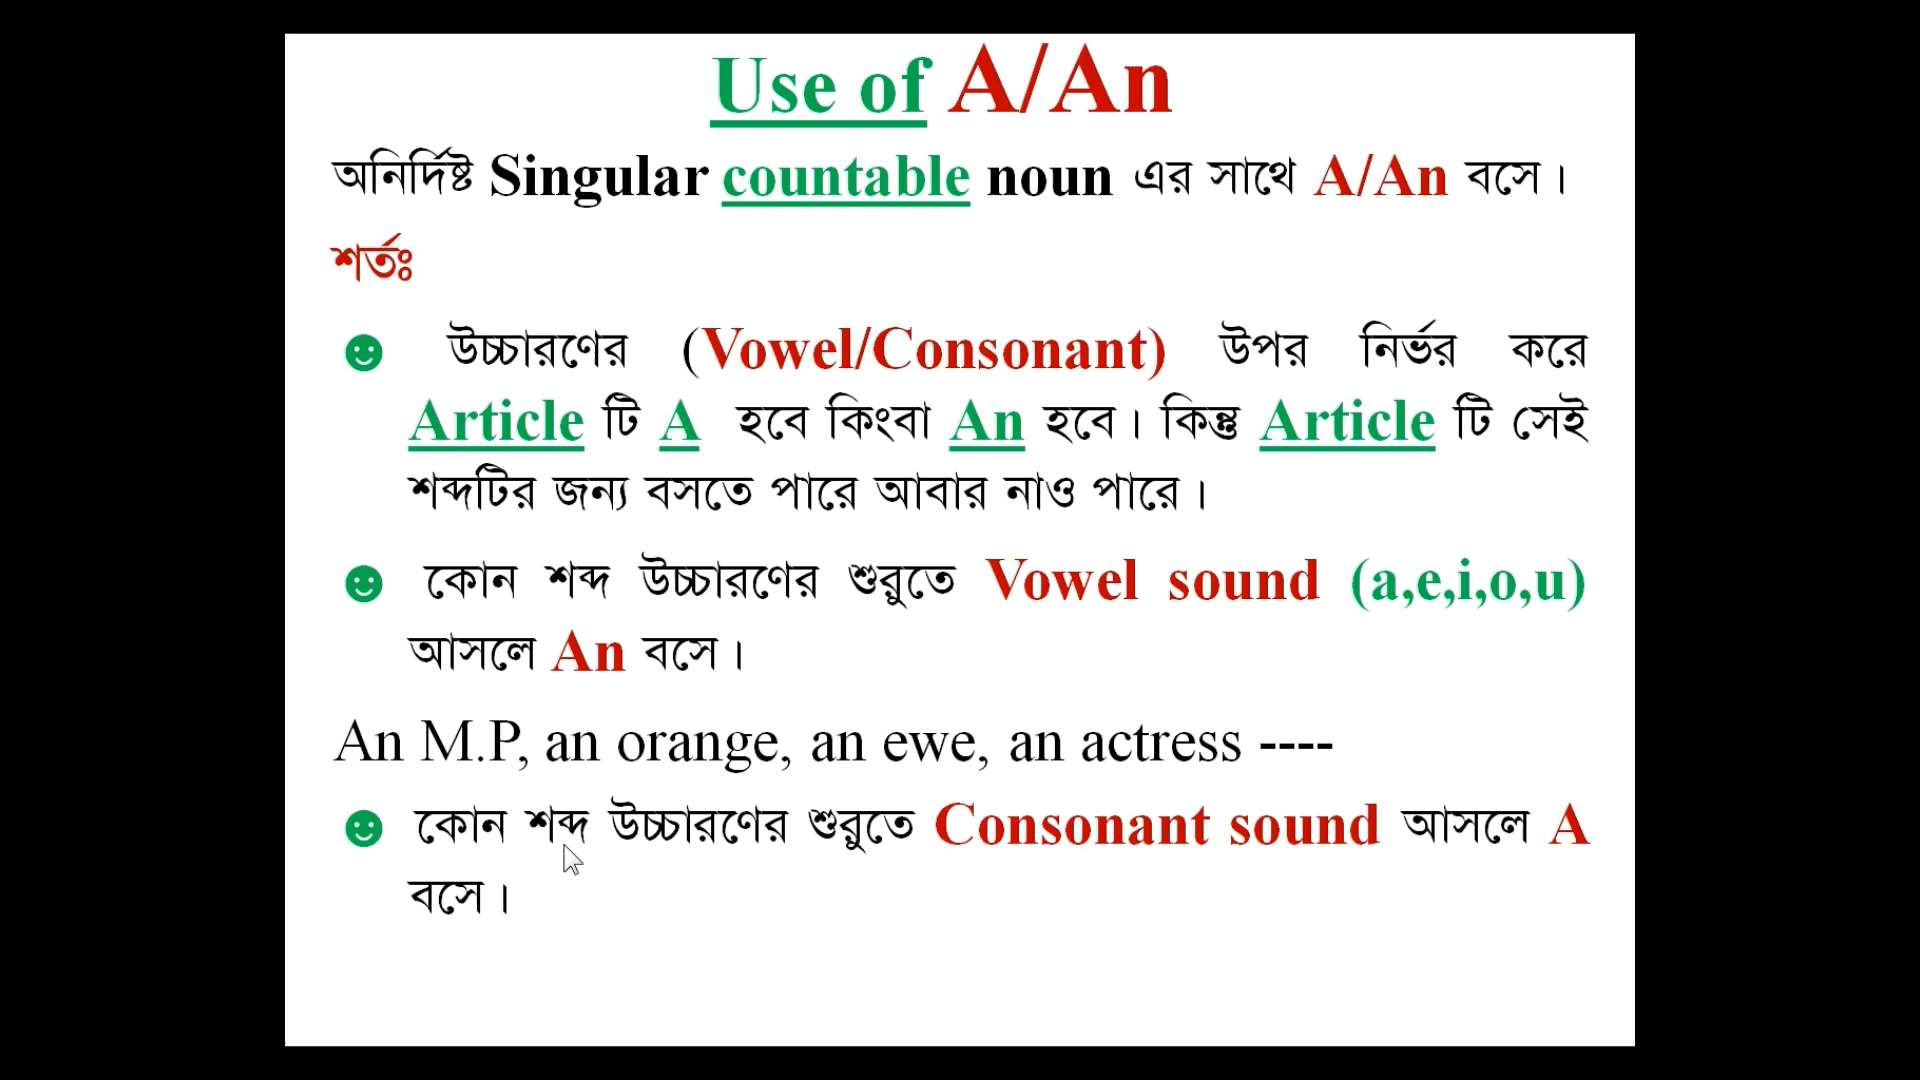 Use of A/An
অনির্দিষ্ট Singular countable noun এর সাথে A/An বসে।
শর্তঃ
☻ উচ্চারণের (Vowel/Consonant) উপর নির্ভর করে
Article টি A হবে কিংবা An হবে। কিন্তু Article টি সেই
শব্দটির জন্য বসতে পারে আবার নাও পারে।
☻ কোন শব্দ উচ্চারণের শুরুতে Vowel sound (a,e,i,o,u)
আসলে An বসে।
An M.P, an orange, an ewe, an actress ----
☻ কোন শব্দ উচ্চারণের শুরুতে Consonant sound আসলে A
বসে।